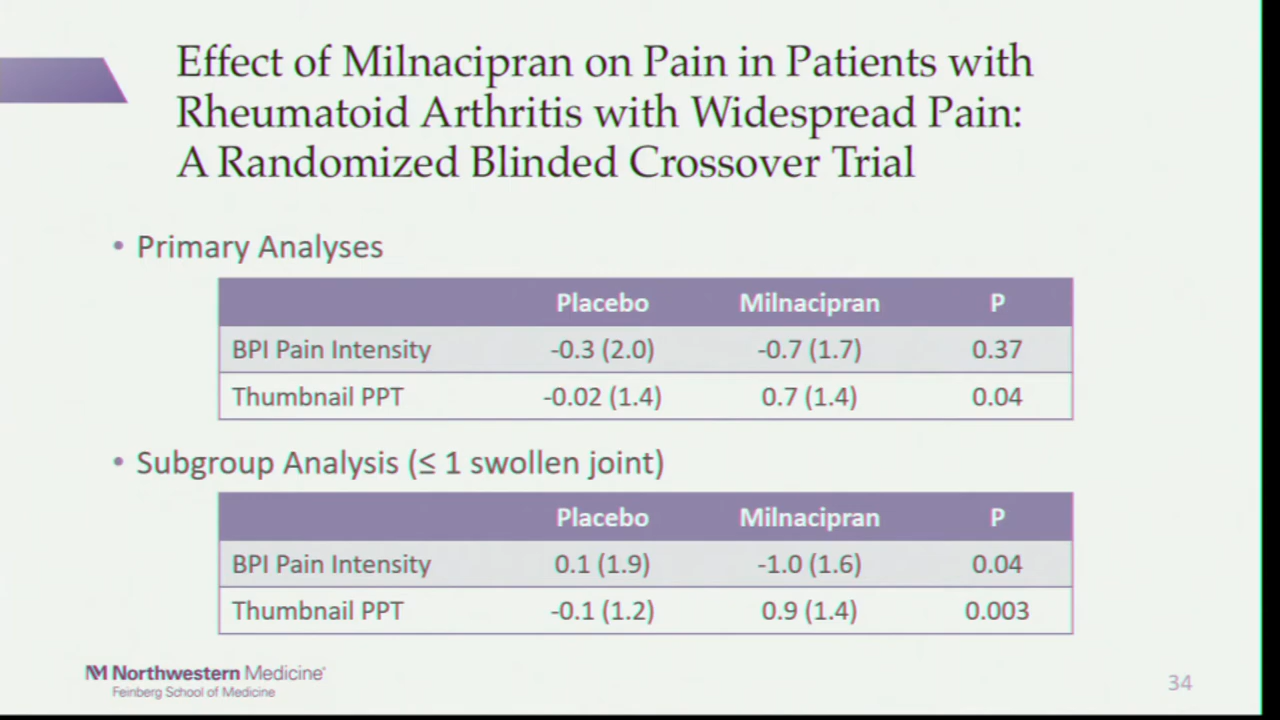 Effect of Milnacipran on Pain in Patients with
Rheumatoid Arthritis with Widespread Pain:
A Randomized Blinded Crossover Trial
• Primary Analyses
Placebo Milnacipran P
BPI Pain Intensity -0.3 (2.0) -0.7 (1.7) 0.37
Thumbnail PPT -0.02 (1.4) 0.7 (1.4) 0.04
• Subgroup Analysis (≤ 1 swollen joint)
Placebo Milnacipran P
BPI Pain Intensity 0.1 (1.9) -1.0 (1.6) 0.04
Thumbnail PPT -0.1 (1.2) 0.9 (1.4) 0.003
NM Northwestern Medicine®
Feinberg School of Medicine
34